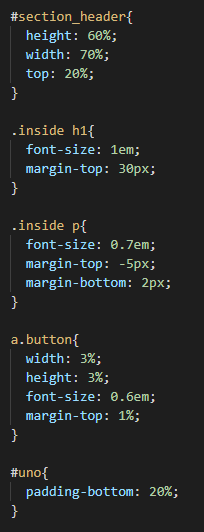 #section_header{
  height: 60%;
  width: 70%;
  top: 20%;
}

.inside h1{
  font-size: 1em;
  margin-top: 30px;
}

.inside p{
  font-size: 0.7em;
  margin-top: -5px;
  margin-bottom: 2px;
}

a.button{
  width: 3%;
  height: 3%;
  font-size: 0.6em;
  margin-top: 1%;
}

#uno{
  padding-bottom: 20%;
}